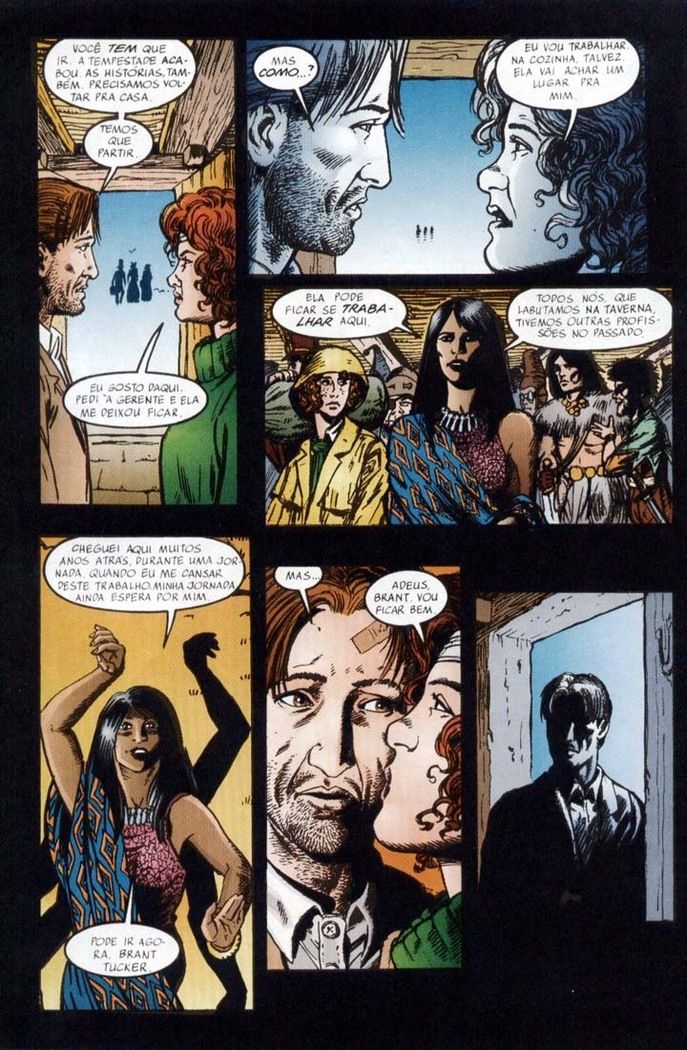 VOCÊ TEM QUE
IR. A TEMPESTADE ACA-
BOU. AS HISTÓRIAS, TAM-
BÉM. PRECISAMOS VOL-
TAR PRA CASA.
TEMOS
QUE
PARTIR.
EU GOSTO DAQUI.
PEDI À GERENTE E ELA
ME DEIXOU FICAR.
MAS
COMO...?
EU VOU TRABALHAR
NA COZINHA, TALVEZ.
ELA VAI ACHAR UM
LUGAR PRA
MIM.
ELA PODE
FICAR SE TRABA-
LHAR AQUI.
TODOS NÓS, QUE
LABUTAMOS NA TAVERNA,
TIVEMOS OUTRAS PROFIS-
SÕES NO PASSADO.
CHEGUEI AQUI MUITOS
ANOS ATRÁS, DURANTE UMA JOR
NADA. QUANDO EU ME CANSAR
DESTE TRABALHO, MINHA JORNADA
AINDA ESPERA POR MIM.
PODE IR AGO-
RA, BRANT
TUCKER.
MAS...
ADEUS,
BRANT. VOU
FICAR BEM.